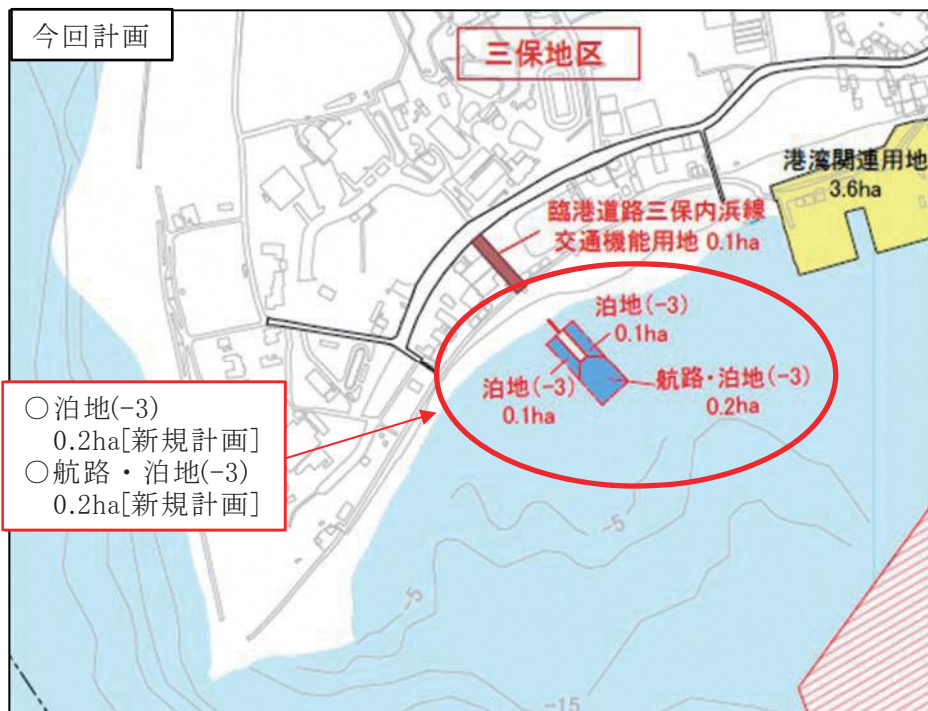 今回計画
三保地区
港湾関連用地
3.6ha
臨港道路三保内浜線
交通機能用地 0.1ha
泊地(-3)
0.1ha
泊地(-3)
0.1ha
航路・泊地(-3)
0.2ha
○泊地(-3)
0.2ha[新規計画]
○航路・泊地(-3)
0.2ha[新規計画]
-5
-5
-15